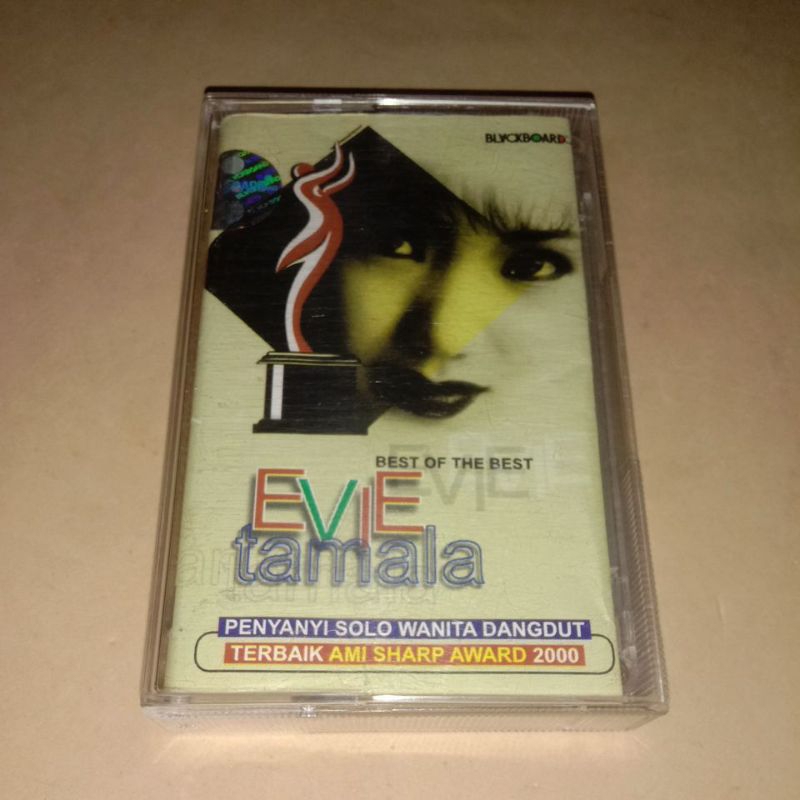 BLACKBOARD
BEST OF THE BEST
EVIE
tamala
PENYANYI SOLO WANITA DANGDUT
TERBAIK AMI SHARP AWARD 2000